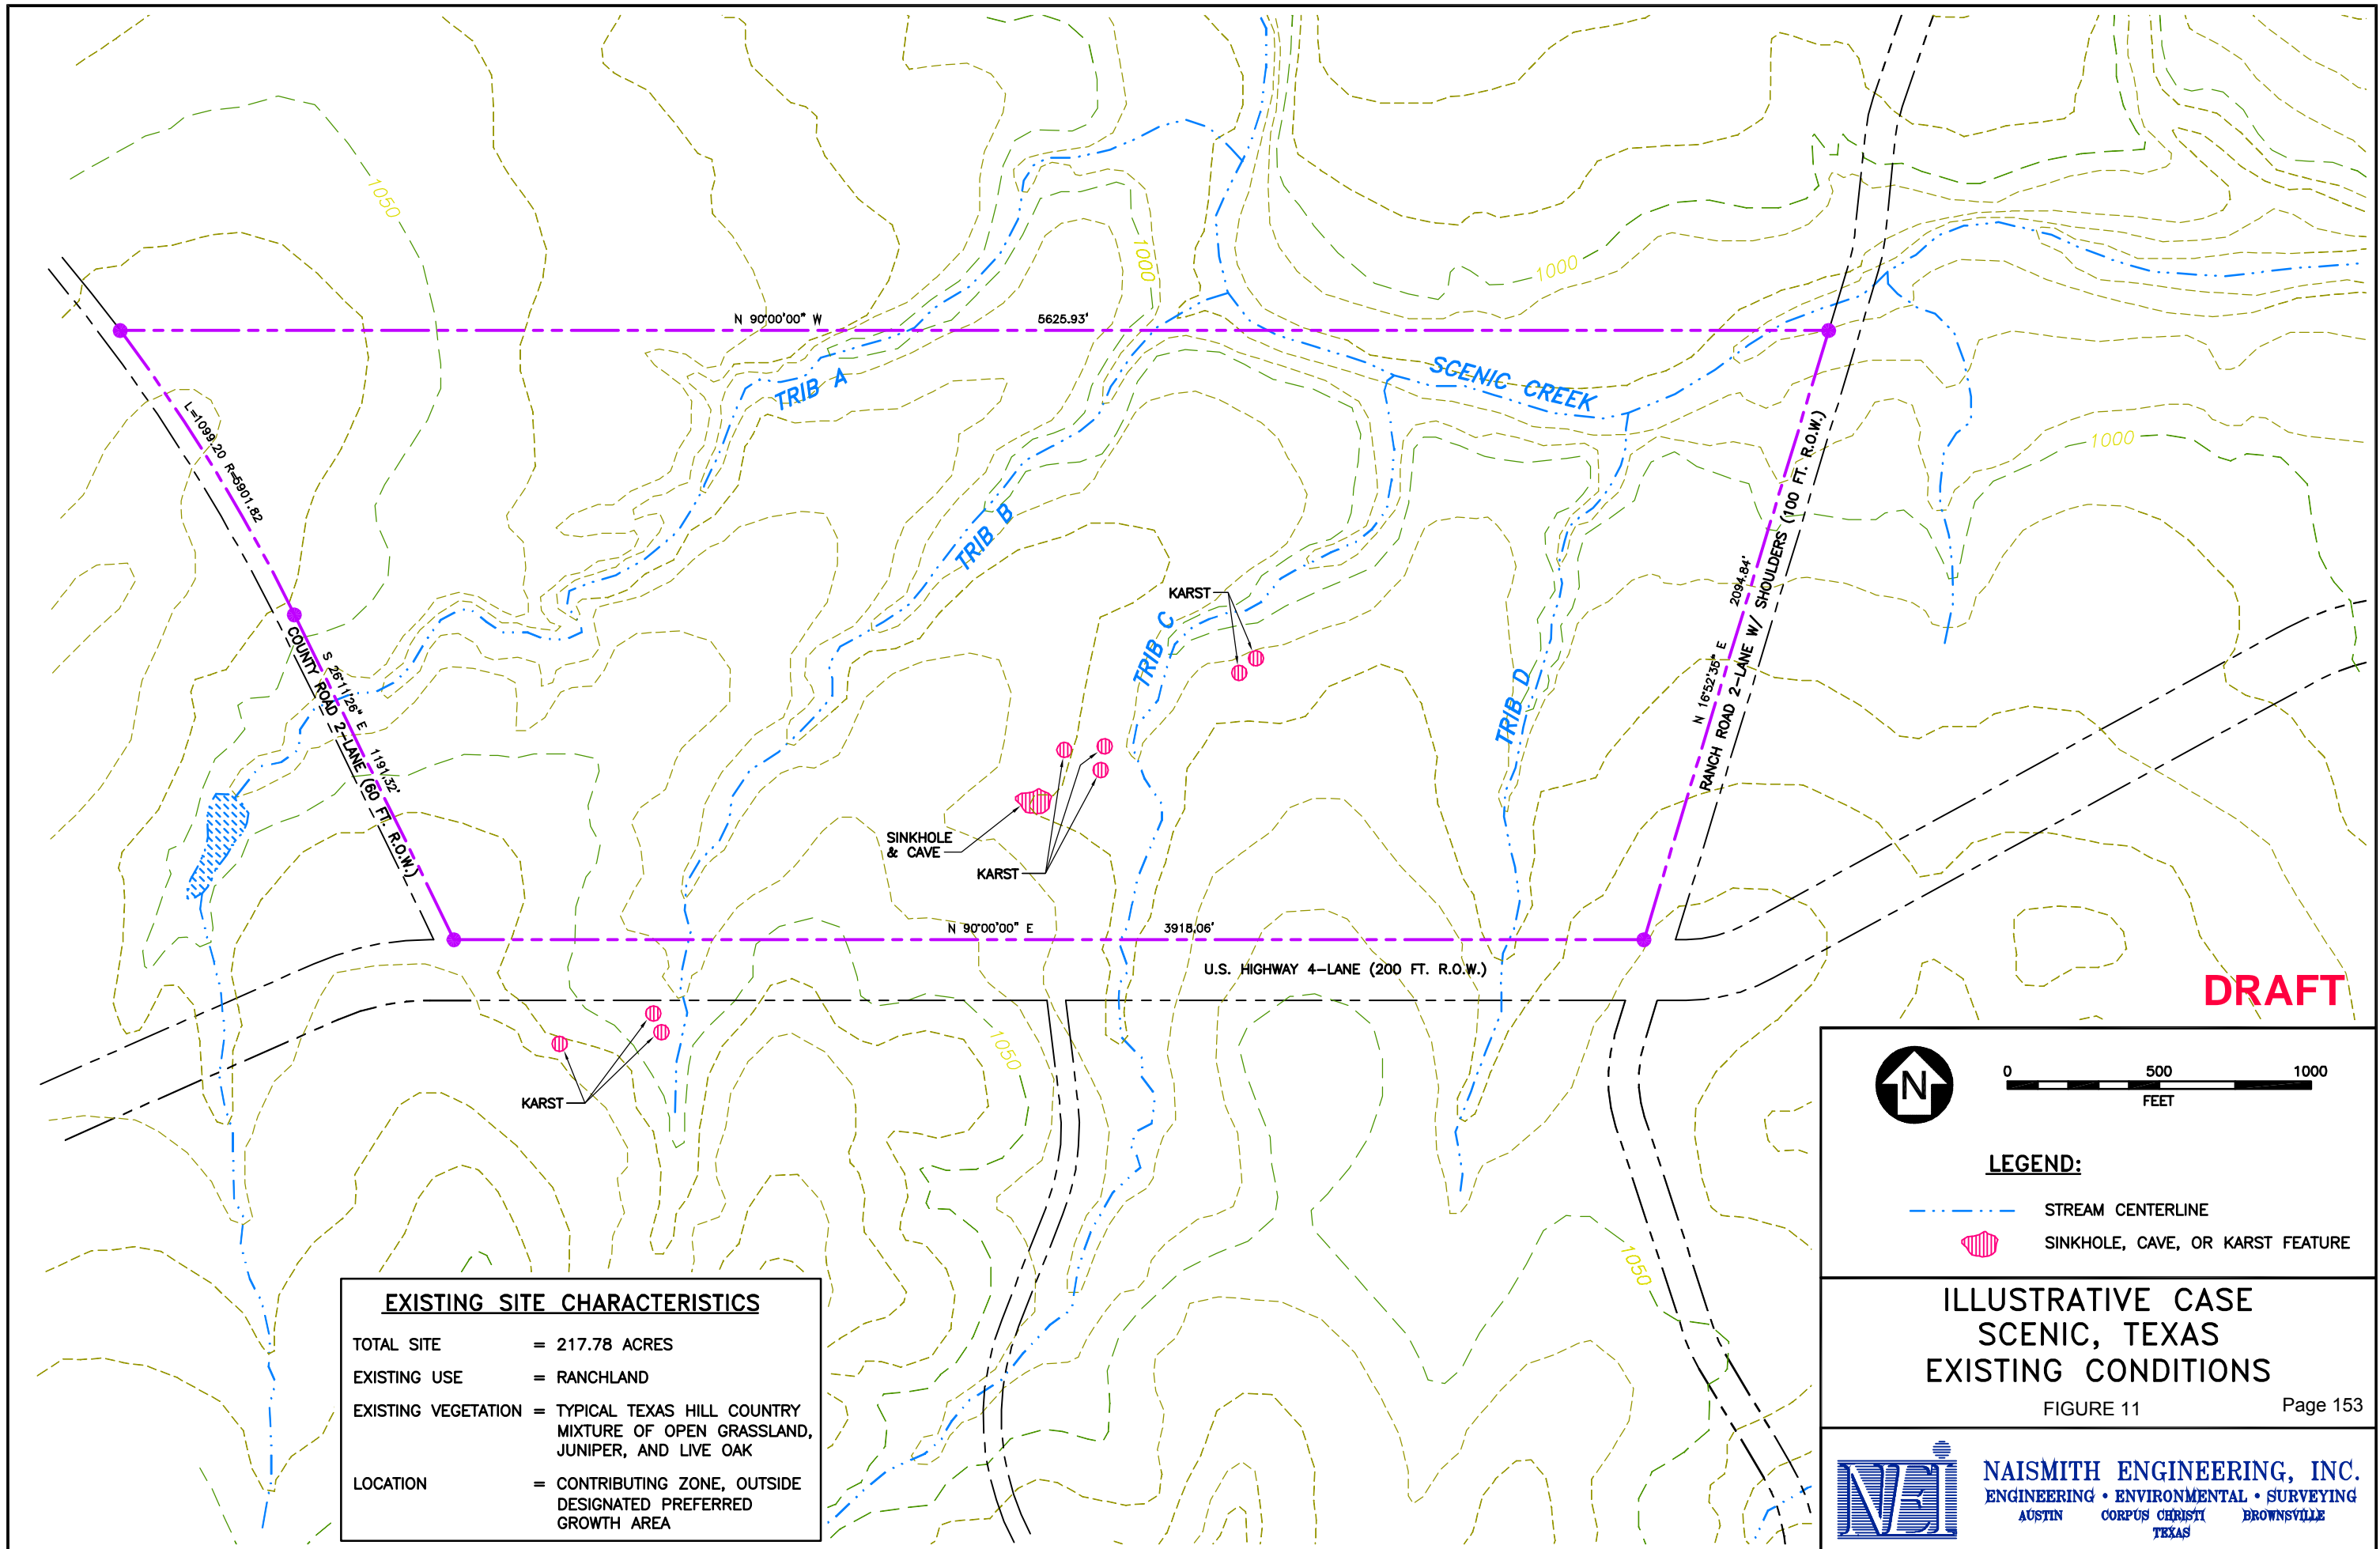 1050
1000
1000
N 90°00'00" W
5625.93'
TRIB A
SCENIC CREEK
L=1099.20 R=5901.82
1000
TRIB B
KARST
TRIB C
TRIB D
COUNTY ROAD 2-LANE (60 FT. R.O.W.)
S 26°11'26" E
1191.32'
N 16°52'35" E
2094.84'
RANCH ROAD 2-LANE W/ SHOULDERS (100 FT. R.O.W.)
SINKHOLE
& CAVE
KARST
N 90°00'00" E
3918.06'
U.S. HIGHWAY 4-LANE (200 FT. R.O.W.)
DRAFT
1050
KARST
1050
N
0 500 1000
FEET
LEGEND:
STREAM CENTERLINE
SINKHOLE, CAVE, OR KARST FEATURE
EXISTING SITE CHARACTERISTICS
TOTAL SITE = 217.78 ACRES
EXISTING USE = RANCHLAND
EXISTING VEGETATION = TYPICAL TEXAS HILL COUNTRY
MIXTURE OF OPEN GRASSLAND,
JUNIPER, AND LIVE OAK
LOCATION = CONTRIBUTING ZONE, OUTSIDE
DESIGNATED PREFERRED
GROWTH AREA
ILLUSTRATIVE CASE
SCENIC, TEXAS
EXISTING CONDITIONS
FIGURE 11
Page 153
NEi
NAISMITH ENGINEERING, INC.
ENGINEERING • ENVIRONMENTAL • SURVEYING
AUSTIN CORPUS CHRISTI BROWNSVILLE
TEXAS